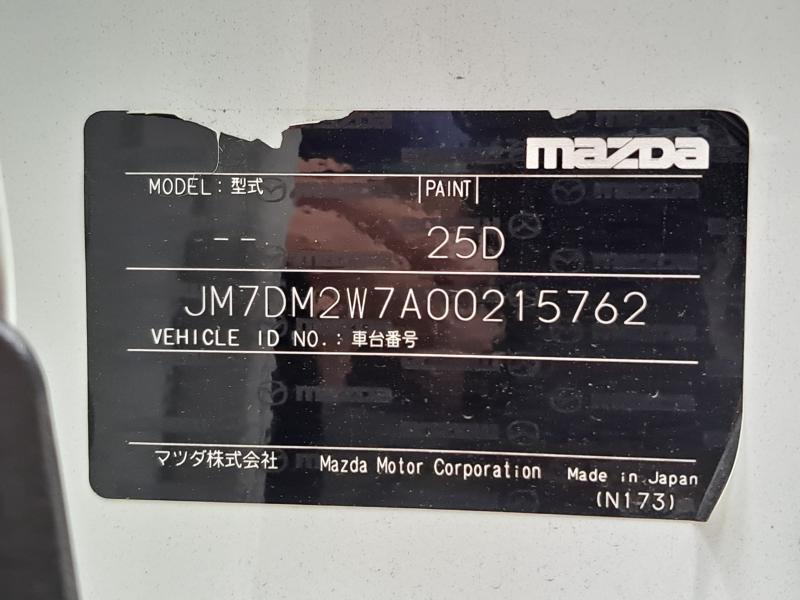 mazda
MODEL : 型式 PAINT
-- 25D
JM7DM2W7A00215762
VEHICLE ID NO. : 車台番号
マツダ株式会社 Mazda Motor Corporation Made in Japan
(N173)